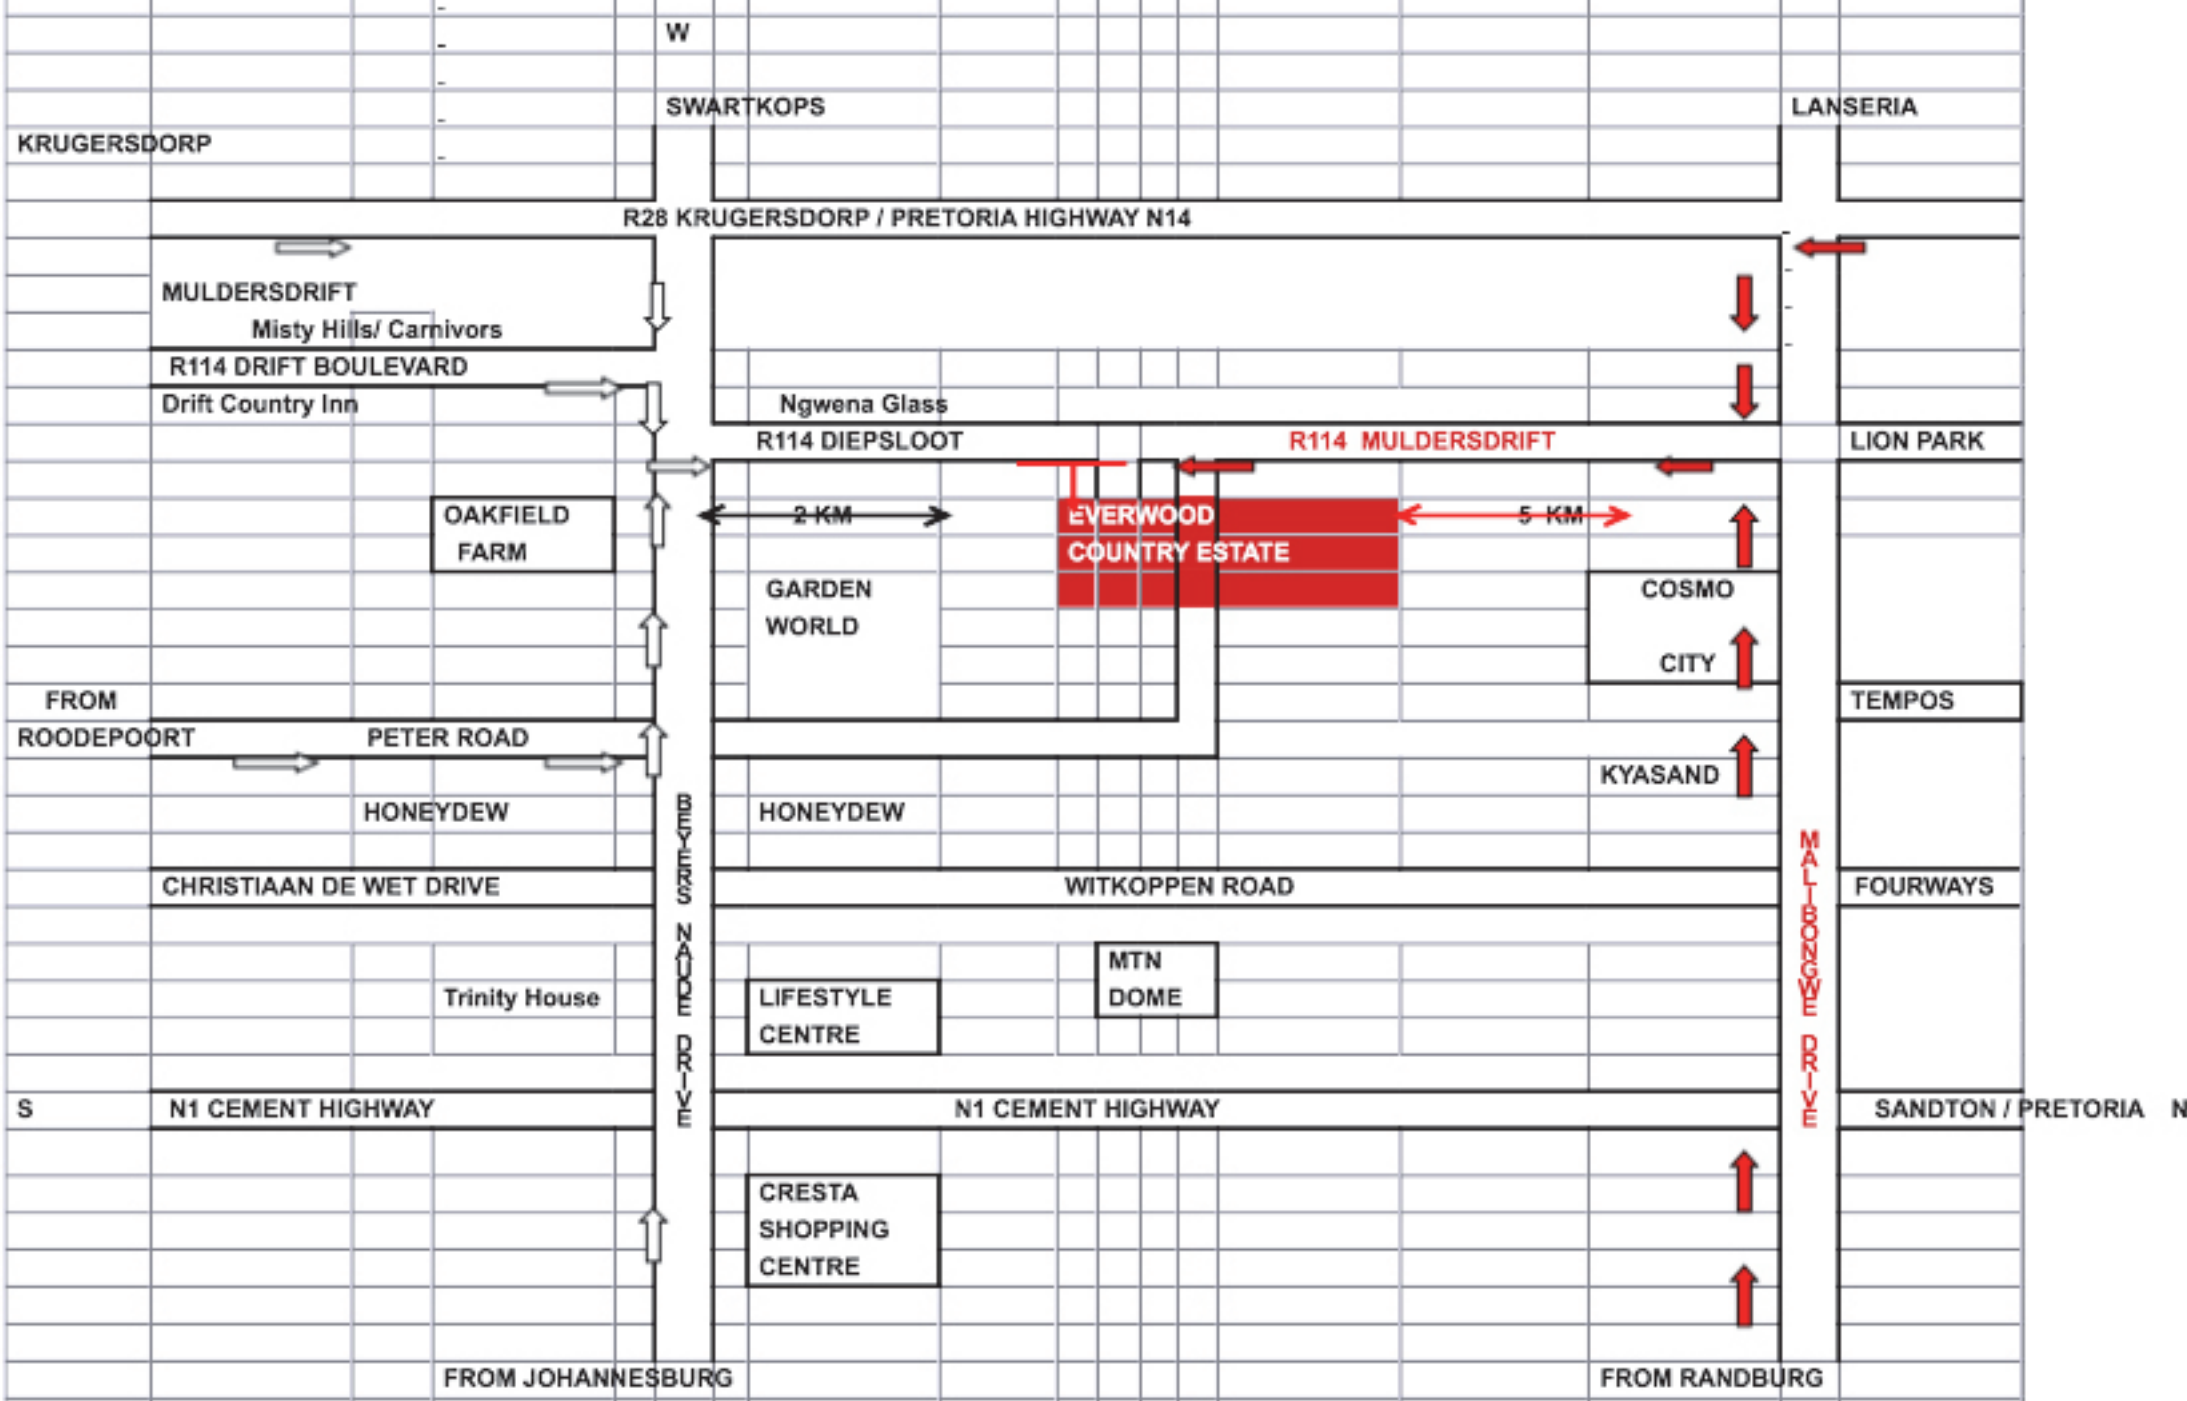 W
SWARTKOPS
LANSERIA
KRUGERSDORP
R28 KRUGERSDORP / PRETORIA HIGHWAY N14
MULDERSDRIFT
Misty Hills/ Carnivors
R114 DRIFT BOULEVARD
Drift Country Inn
Ngwena Glass
R114 DIEPSLOOT
R114 MULDERSDRIFT
LION PARK
OAKFIELD
FARM
2 KM
EVERWOOD
COUNTRY ESTATE
5 KM
GARDEN
WORLD
COSMO
CITY
FROM
ROODEPOORT
PETER ROAD
TEMPOS
KYASAND
HONEYDEW
HONEYDEW
BEYERS NAUDE DRIVE
MALIBONGWE DRIVE
CHRISTIAAN DE WET DRIVE
WITKOPPEN ROAD
FOURWAYS
Trinity House
LIFESTYLE
CENTRE
MTN
DOME
S
N1 CEMENT HIGHWAY
N1 CEMENT HIGHWAY
SANDTON / PRETORIA N
CRESTA
SHOPPING
CENTRE
FROM JOHANNESBURG
FROM RANDBURG